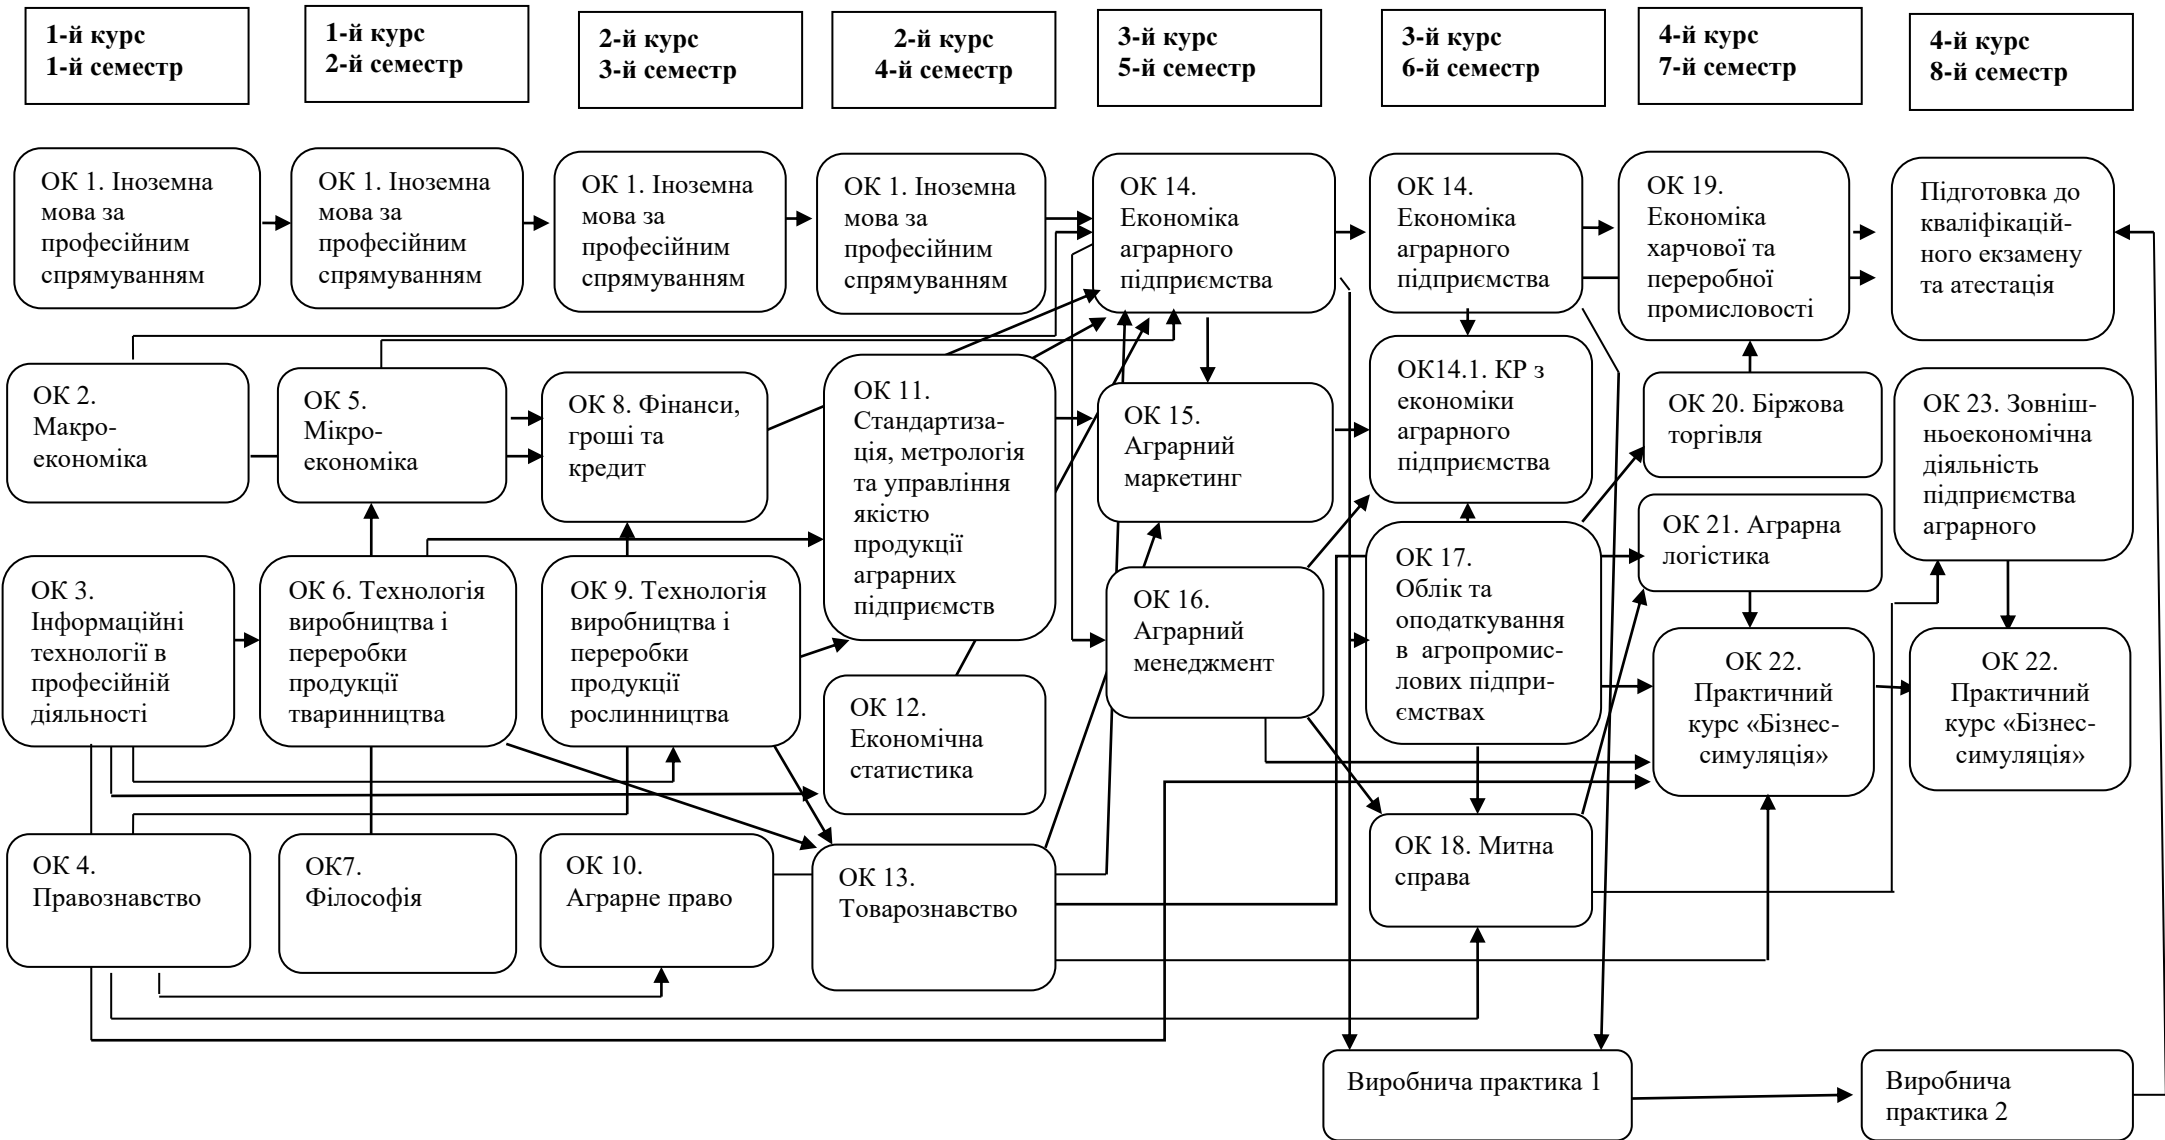 1-й курс
1-й семестр
1-й курс
2-й семестр
2-й курс
3-й семестр
2-й курс
4-й семестр
3-й курс
5-й семестр
3-й курс
6-й семестр
4-й курс
7-й семестр
4-й курс
8-й семестр
ОК 1. Іноземна
мова за
професійним
спрямуванням
ОК 1. Іноземна
мова за
професійним
спрямуванням
ОК 1. Іноземна
мова за
професійним
спрямуванням
ОК 1. Іноземна
мова за
професійним
спрямуванням
ОК 14.
Економіка
аграрного
підприємства
ОК 14.
Економіка
аграрного
підприємства
ОК 19.
Економіка
харчової та
переробної
промисловості
Підготовка до
кваліфікацій-
ного екзамену
та атестація
ОК 2.
Макро-
економіка
ОК 5.
Мікро-
економіка
ОК 8. Фінанси,
гроші та
кредит
ОК 11.
Стандартиза-
ція, метрологія
та управління
якістю
продукції
аграрних
підприємств
ОК 15.
Аграрний
маркетинг
ОК14.1. КР з
економіки
аграрного
підприємства
ОК 20. Біржова
торгівля
ОК 23. Зовніш-
ньоекономічна
діяльність
підприємства
аграрного
ОК 21. Аграрна
логістика
ОК 3.
Інформаційні
технології в
професійній
діяльності
ОК 6. Технологія
виробництва і
переробки
продукції
тваринництва
ОК 9. Технологія
виробництва і
переробки
продукції
рослинництва
ОК 12.
Економічна
статистика
ОК 16.
Аграрний
менеджмент
ОК 17.
Облік та
оподаткування
в агропромис-
лових підпри-
ємствах
ОК 22.
Практичний
курс «Бізнес-
симуляція»
ОК 22.
Практичний
курс «Бізнес-
симуляція»
ОК 4.
Правознавство
ОК7.
Філософія
ОК 10.
Аграрне право
ОК 13.
Товарознавство
ОК 18. Митна
справа
Виробнича практика 1
Виробнича
практика 2